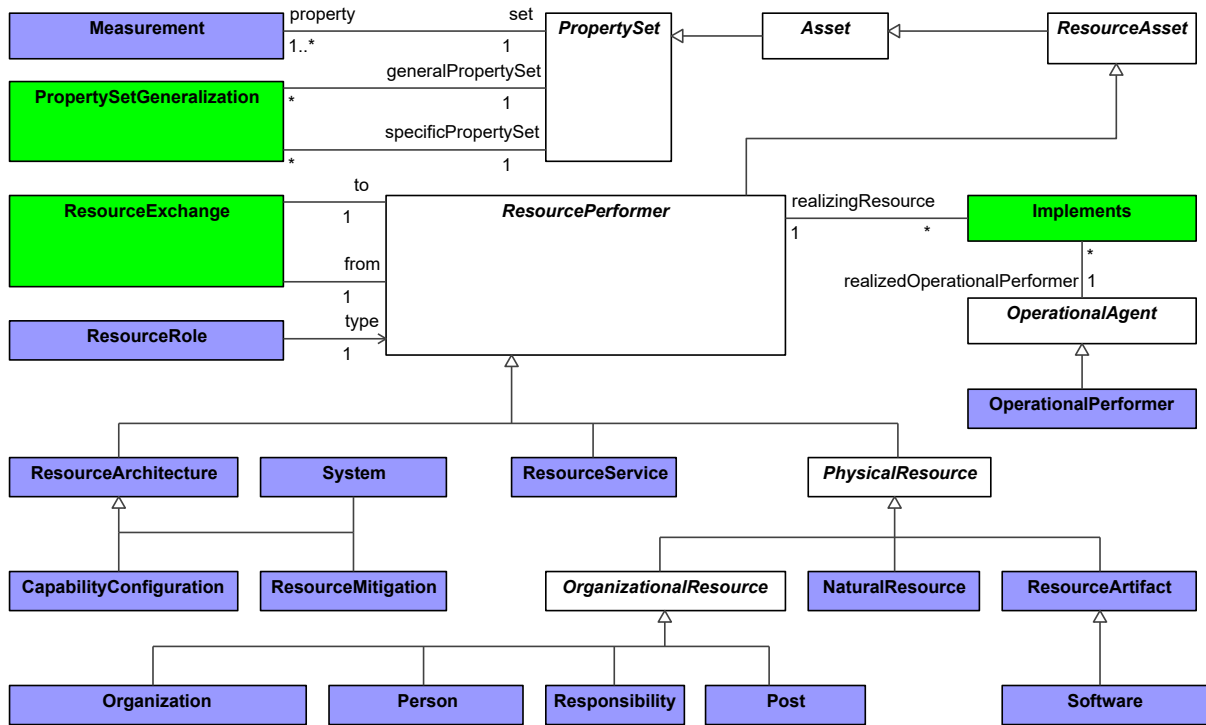 Measurement
property
set
1..*
1
PropertySet
Asset
ResourceAsset
PropertySetGeneralization
generalPropertySet
*
1
specificPropertySet
*
1
ResourceExchange
to
1
from
1
ResourcePerformer
realizingResource
1
*
Implements
*
realizedOperationalPerformer
1
OperationalAgent
ResourceRole
type
1
OperationalPerformer
ResourceArchitecture
System
ResourceService
PhysicalResource
CapabilityConfiguration
ResourceMitigation
OrganizationalResource
NaturalResource
ResourceArtifact
Organization
Person
Responsibility
Post
Software